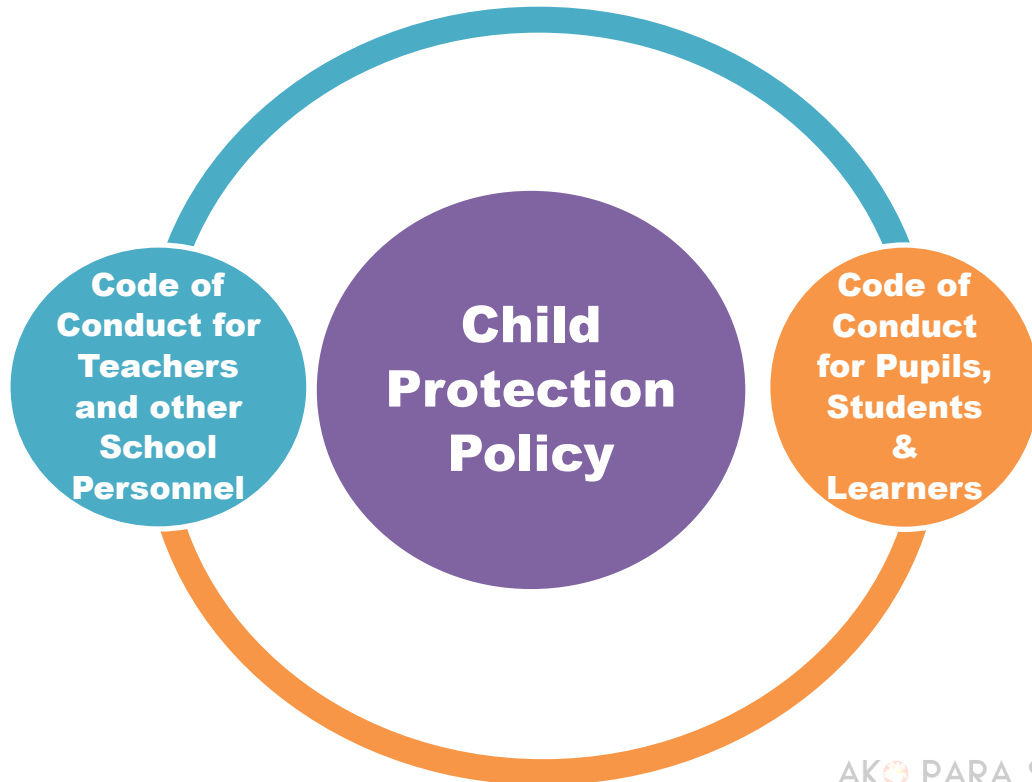 Code of
Conduct for
Teachers
and other
School
Personnel
Child
Protection
Policy
Code of
Conduct
for Pupils,
Students
&
Learners
AKO PARA